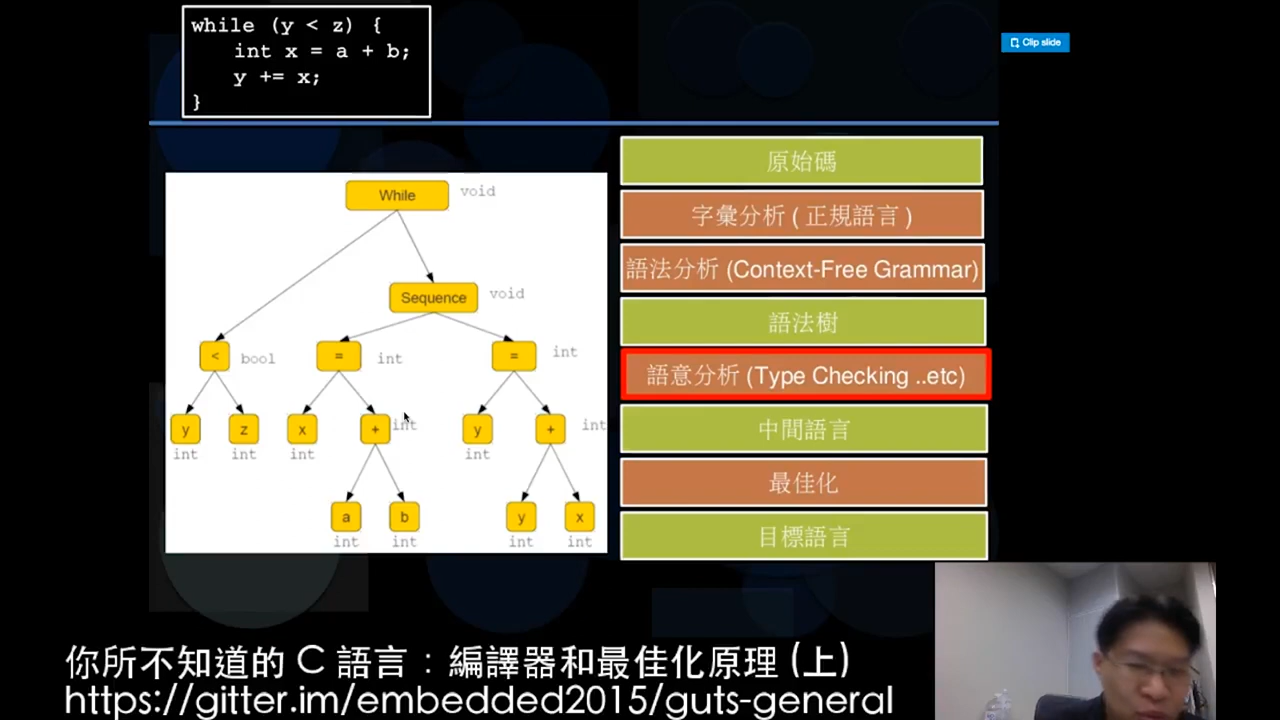 while (y < z) {
int x = a + b;
y += x;
}
Clip slide
While void
Sequence void
< bool = int = int
y z x + int y + int
int int int int
a b y x
int int int int
原始碼
字彙分析 ( 正規語言 )
語法分析 (Context-Free Grammar)
語法樹
語意分析 (Type Checking ..etc)
中間語言
最佳化
目標語言
你所不知道的 C 語言：編譯器和最佳化原理 (上)
https://gitter.im/embedded2015/guts-general